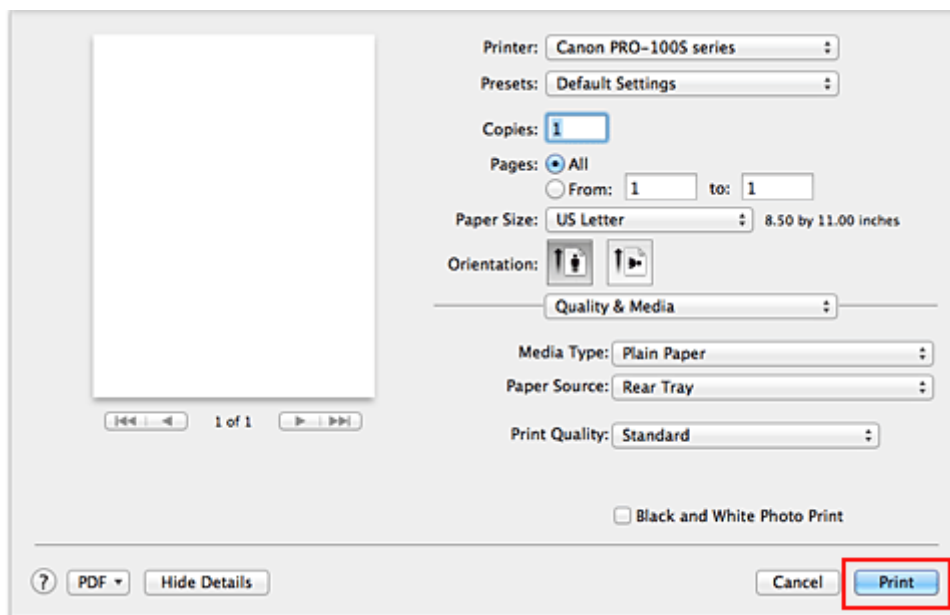 Printer: Canon PRO-100S series
Presets: Default Settings
Copies: 1
Pages: All
From: 1 to: 1
Paper Size: US Letter 8.50 by 11.00 inches
Orientation:
Quality & Media
Media Type: Plain Paper
Paper Source: Rear Tray
1 of 1
Print Quality: Standard
Black and White Photo Print
? PDF Hide Details Cancel Print